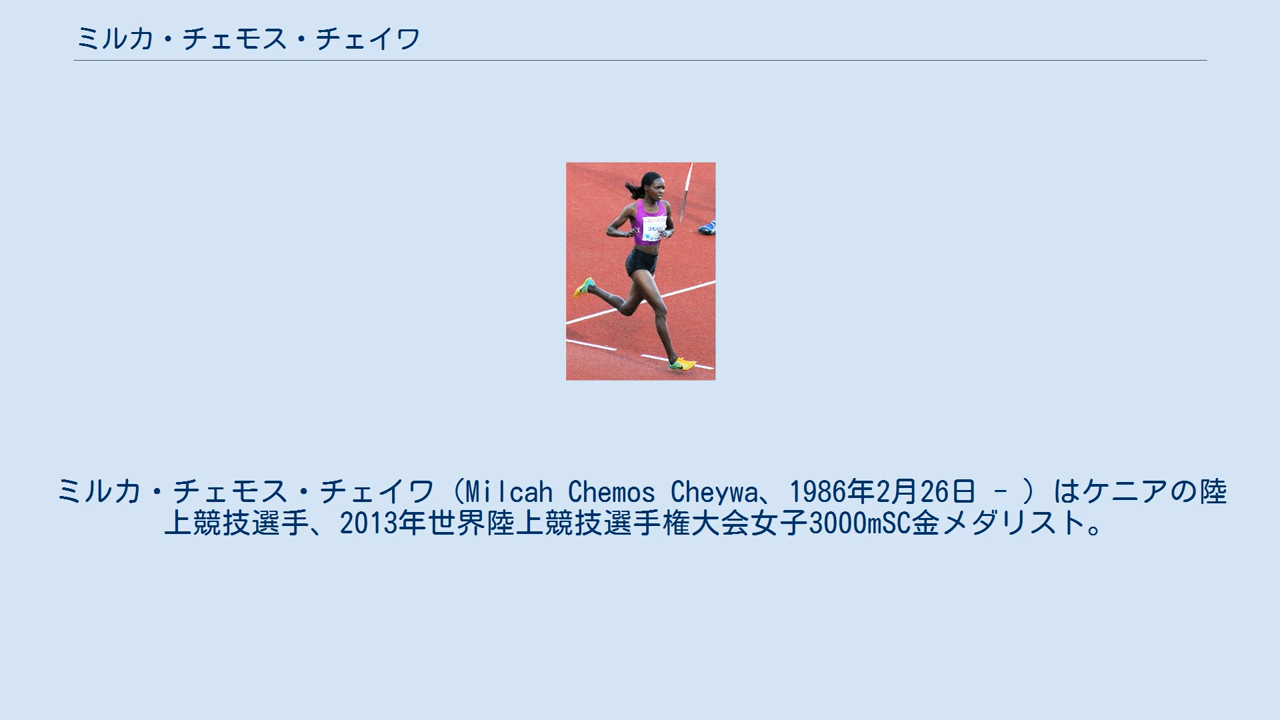 ミルカ・チェモス・チェイワ
ミルカ・チェモス・チェイワ（Milcah Chemos Cheywa、1986年2月26日 - ）はケニアの陸
上競技選手、2013年世界陸上競技選手権大会女子3000mSC金メダリスト。